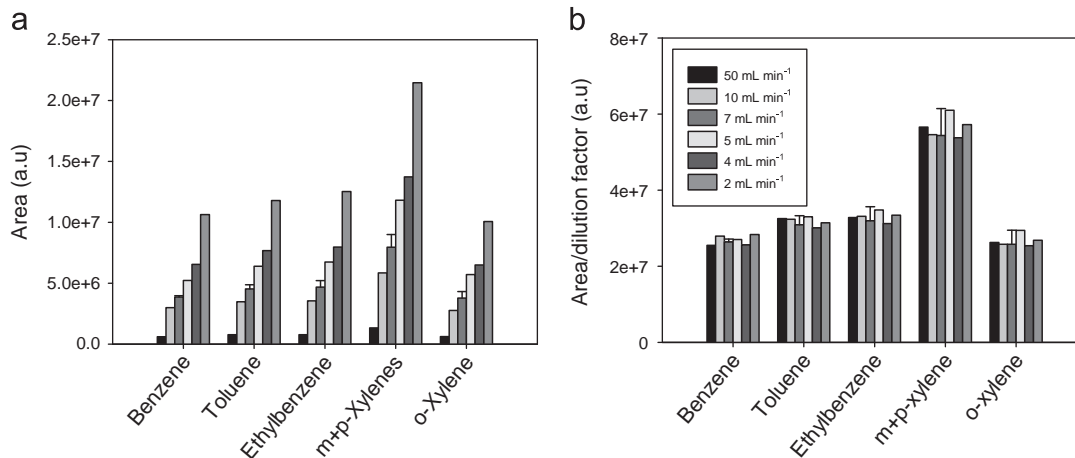 a
Area (a.u)
2.5e+7
2.0e+7
1.5e+7
1.0e+7
5.0e+6
0.0
Benzene
Toluene
Ethylbenzene
m+p-Xylenes
o-Xylene
b
Area/dilution factor (a.u)
8e+7
6e+7
4e+7
2e+7
0
50 mL min⁻¹
10 mL min⁻¹
7 mL min⁻¹
5 mL min⁻¹
4 mL min⁻¹
2 mL min⁻¹
Benzene
Toluene
Ethylbenzene
m+p-xylene
o-xylene